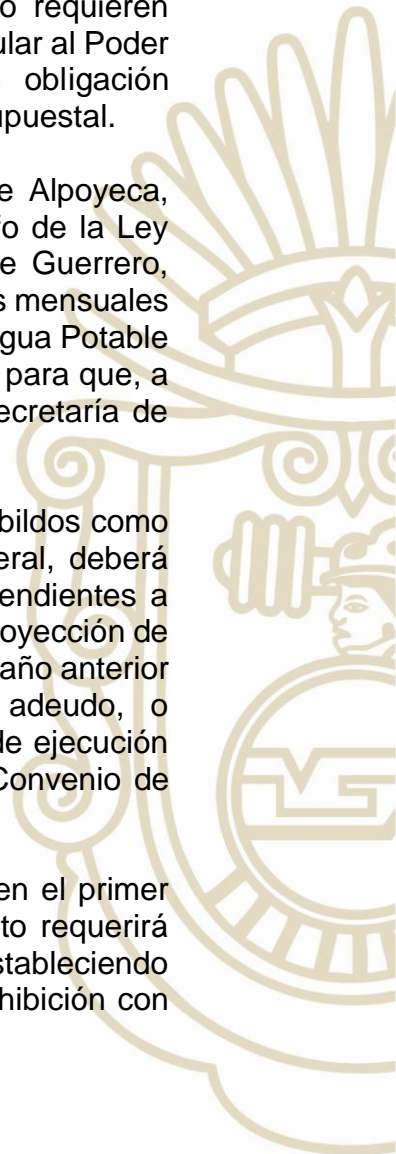 requieren
ular al Poder
obligación
upuestal.
e Alpoyeca,
o de la Ley
e Guerrero,
s mensuales
gua Potable
para que, a
ecretaría de
bildos como
eral, deberá
endientes a
oyección de
año anterior
adeudo, o
de ejecución
Convenio de
en el primer
to requerirá
stableciendo
hibición con